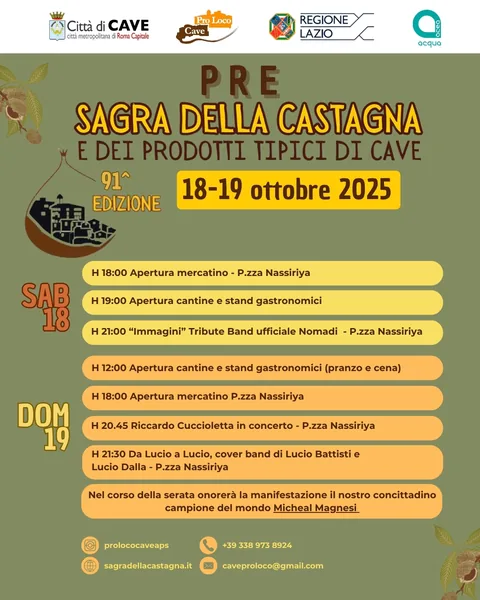 Città di CAVE
città metropolitana di Roma Capitale
Pro Loco
Cave
REGIONE
LAZIO
acea
acqua
PRE
SAGRA DELLA CASTAGNA
E DEI PRODOTTI TIPICI DI CAVE
91^
EDIZIONE
18-19 ottobre 2025
SAB
18
H 18:00 Apertura mercatino - P.zza Nassiriya
H 19:00 Apertura cantine e stand gastronomici
H 21:00 “Immagini” Tribute Band ufficiale Nomadi - P.zza Nassiriya
DOM
19
H 12:00 Apertura cantine e stand gastronomici (pranzo e cena)
H 18:00 Apertura mercatino P.zza Nassiriya
H 20.45 Riccardo Cuccioletta in concerto - P.zza Nassiriya
H 21:30 Da Lucio a Lucio, cover band di Lucio Battisti e
Lucio Dalla - P.zza Nassiriya
Nel corso della serata onorerà la manifestazione il nostro concittadino
campione del mondo Micheal Magnesi
prolococaveaps
+39 338 973 8924
sagradellacastagna.it
caveproloco@gmail.com